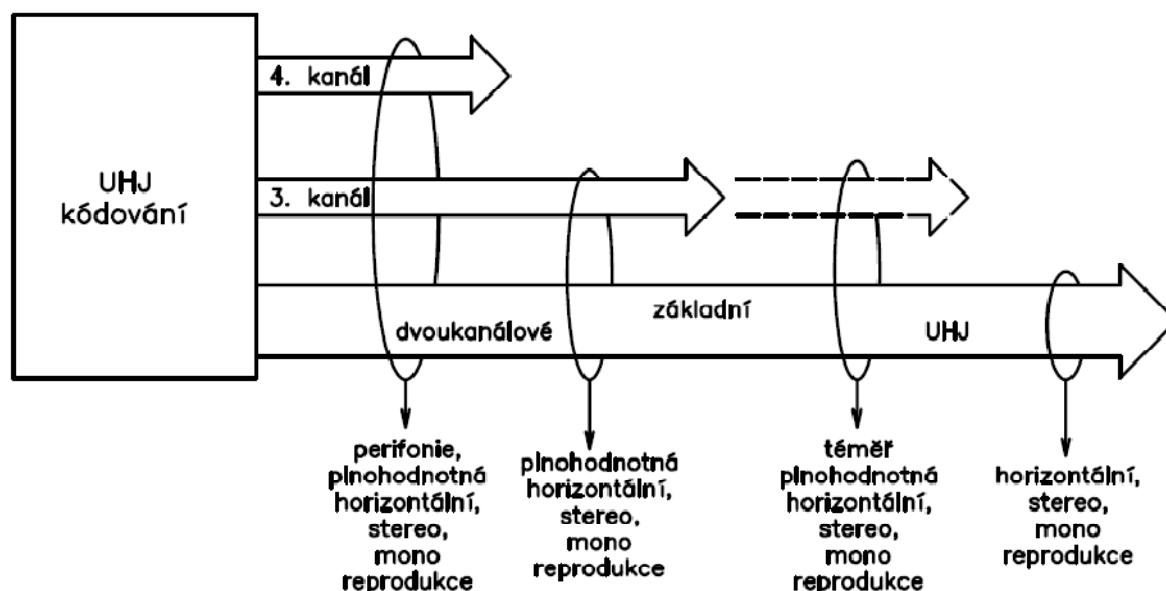 UHJ
kódování
4. kanál
3. kanál
dvoukanálové
základní
UHJ
perifonie,
plnohodnotná
horizontální,
stereo,
mono
reprodukce
plnohodnotná
horizontální,
stereo,
mono
reprodukce
téměř
plnohodnotná
horizontální,
stereo,
mono
reprodukce
horizontální,
stereo,
mono
reprodukce